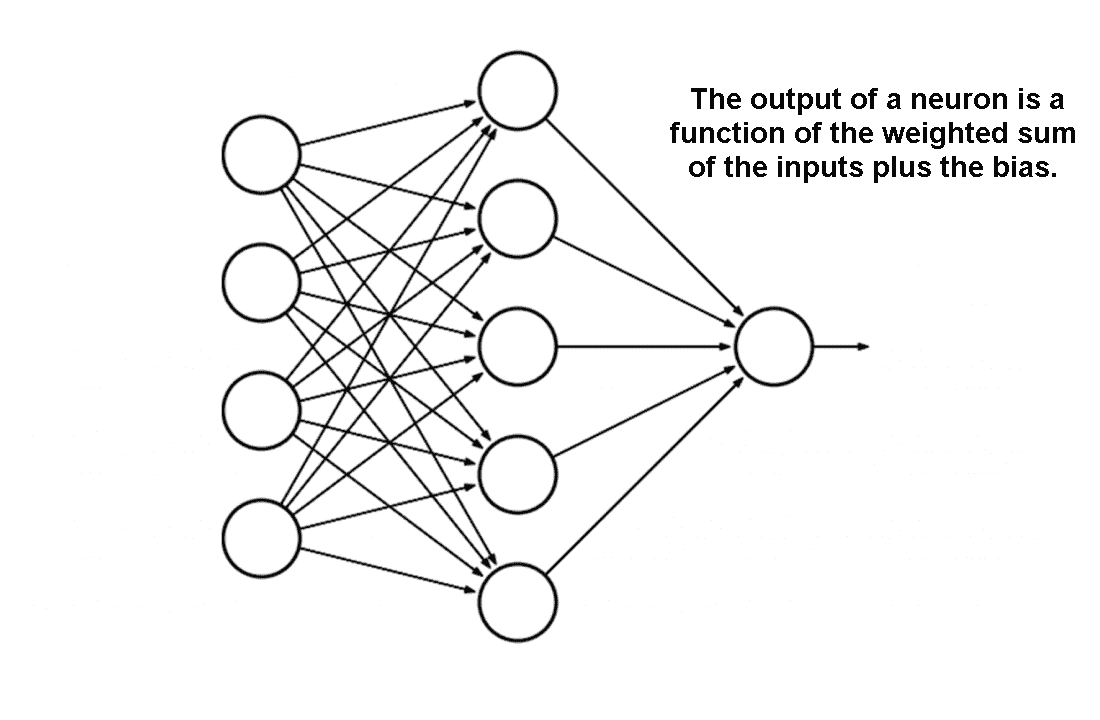 The output of a neuron is a
function of the weighted sum
of the inputs plus the bias.